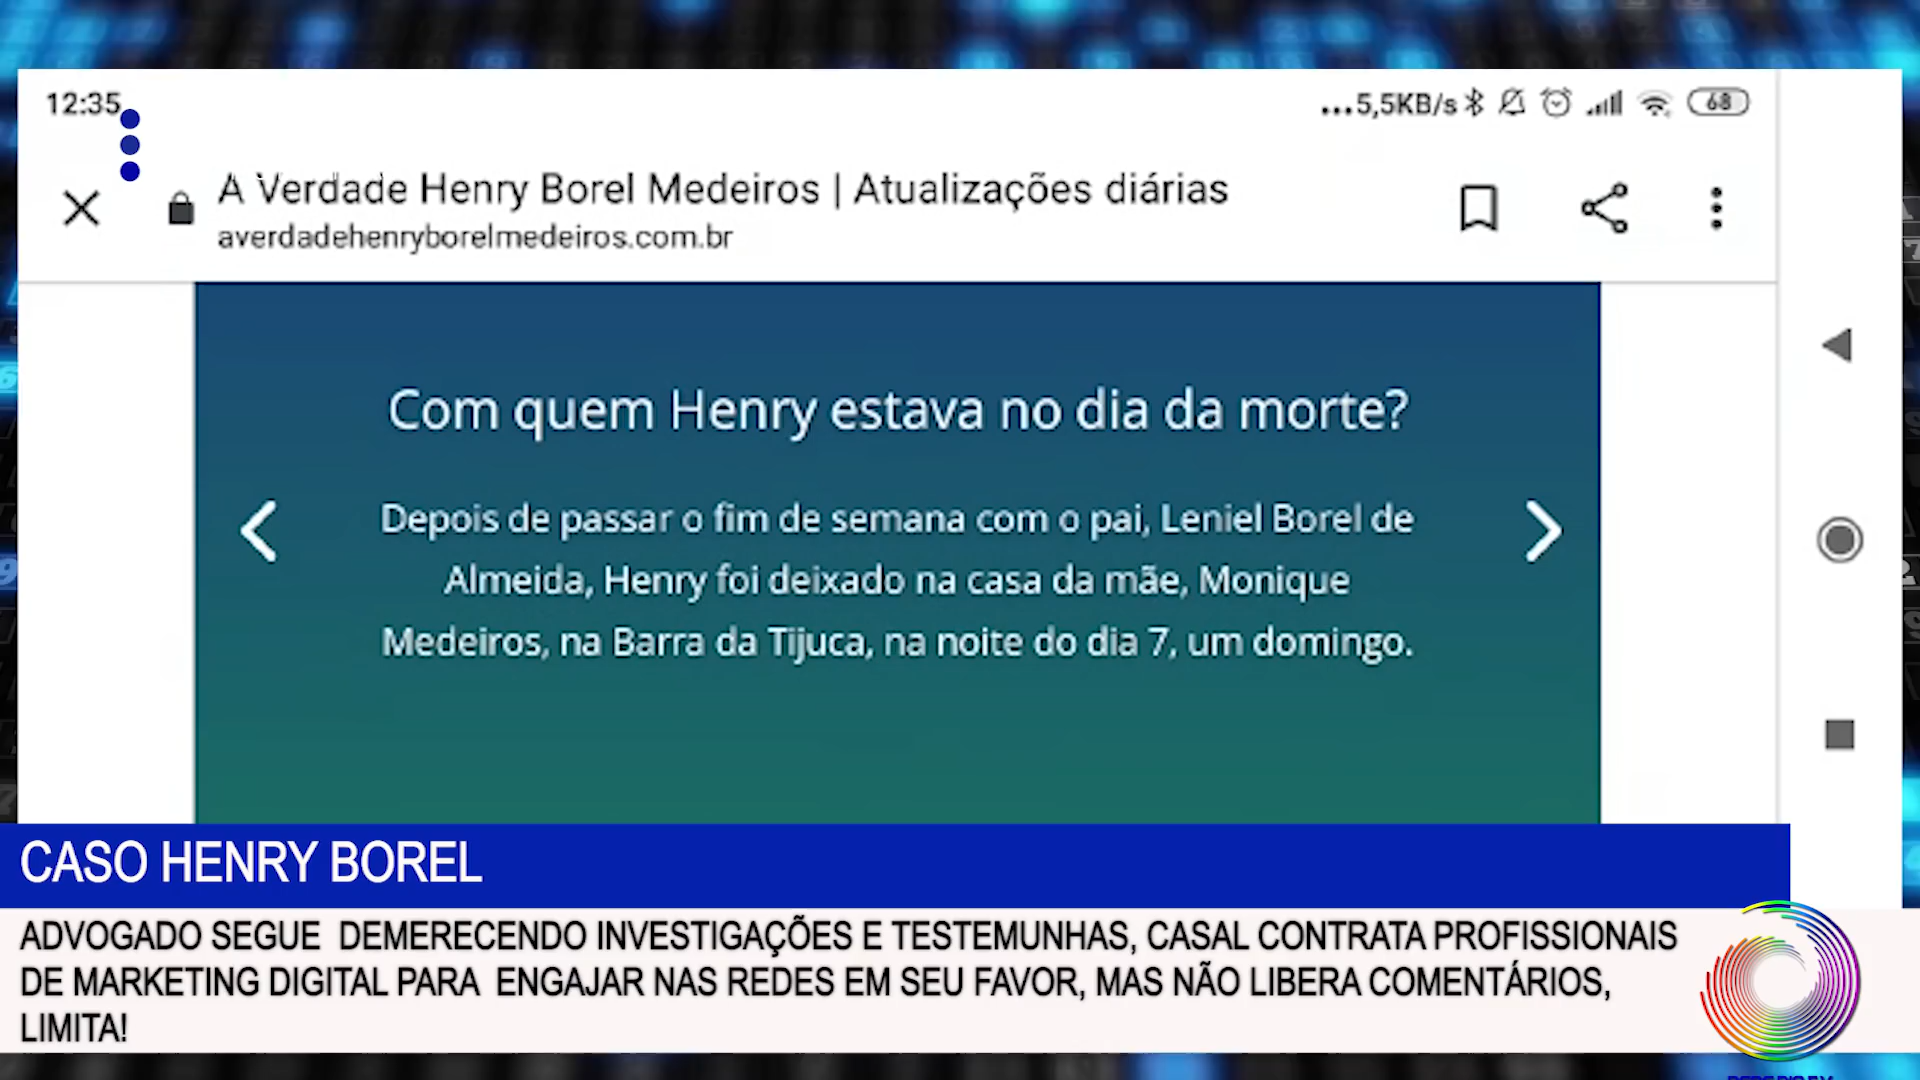 12:35
...5,5KB/s
68
A Verdade Henry Borel Medeiros | Atualizações diárias
averdadehenryborelmedeiros.com.br
Com quem Henry estava no dia da morte?
Depois de passar o fim de semana com o pai, Leniel Borel de
Almeida, Henry foi deixado na casa da mãe, Monique
Medeiros, na Barra da Tijuca, na noite do dia 7, um domingo.
CASO HENRY BOREL
ADVOGADO SEGUE DEMERECENDO INVESTIGAÇÕES E TESTEMUNHAS, CASAL CONTRATA PROFISSIONAIS
DE MARKETING DIGITAL PARA ENGAJAR NAS REDES EM SEU FAVOR, MAS NÃO LIBERA COMENTÁRIOS,
LIMITA!